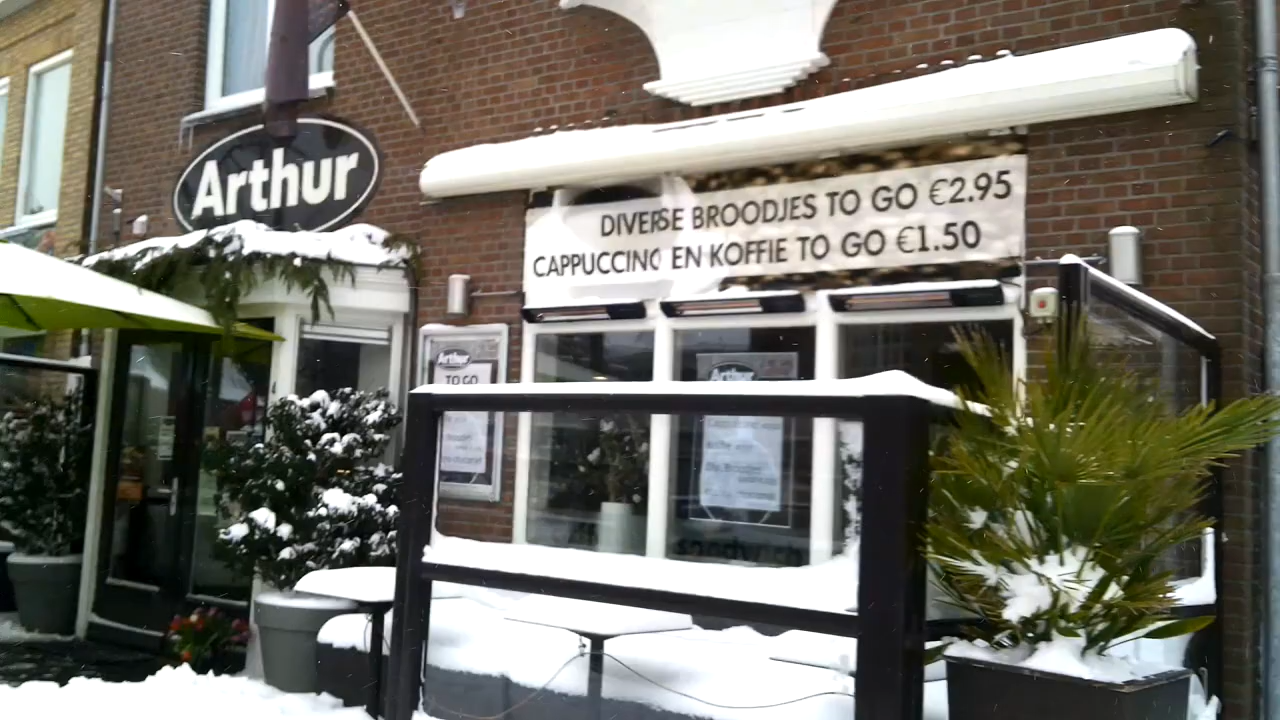 Arthur
DIVERSE BROODJES TO GO €2.95
CAPPUCCINO EN KOFFIE TO GO €1.50
Arthur
TO GO
Arthur